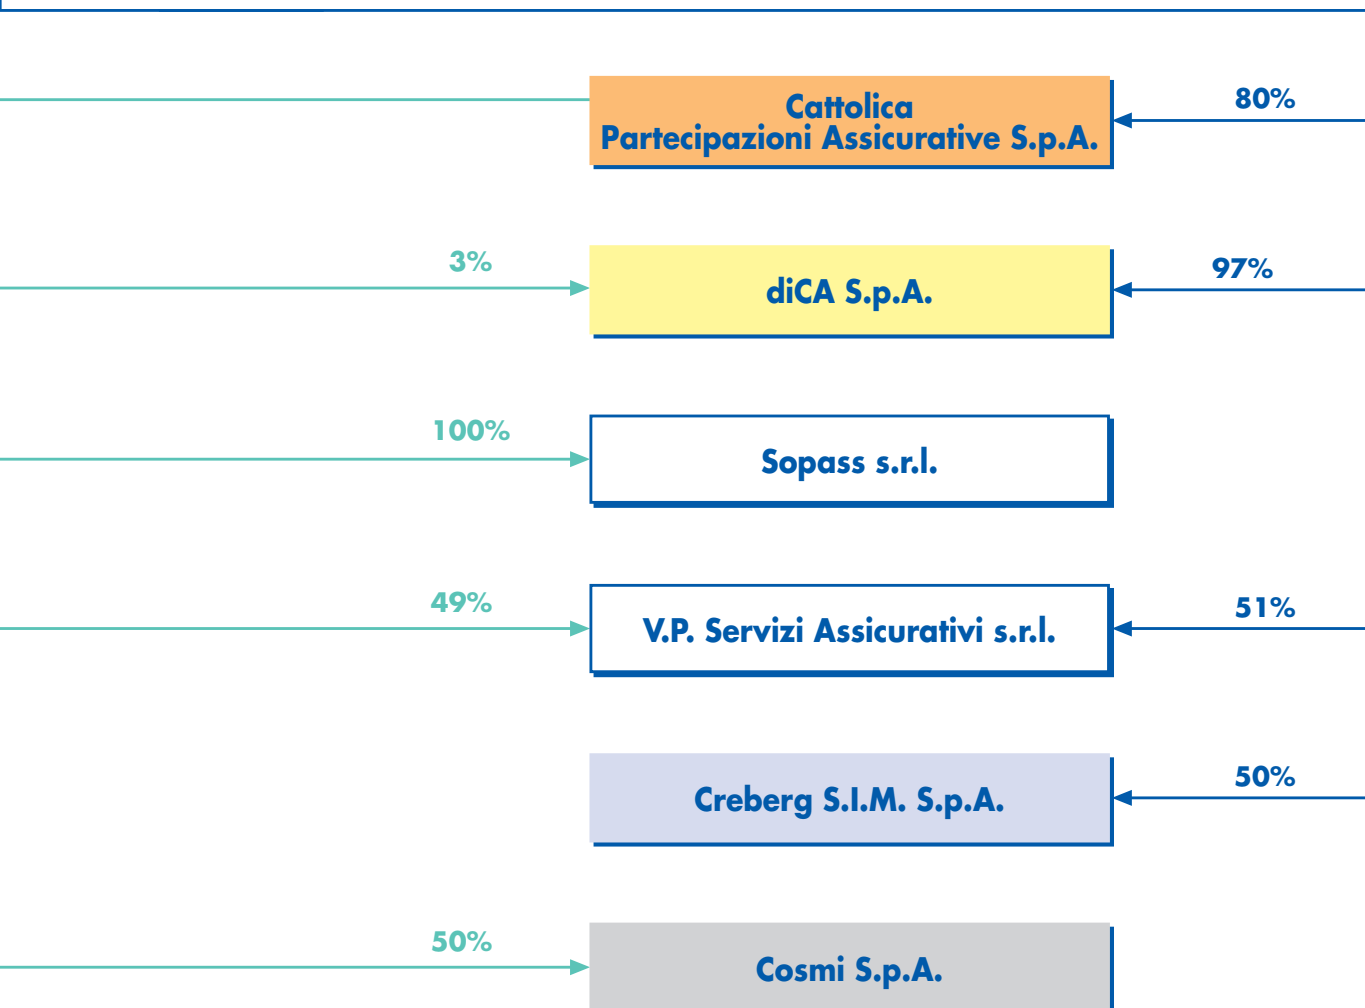 Cattolica
Partecipazioni Assicurative S.p.A.
80%
3%
diCA S.p.A.
97%
100%
Sopass s.r.l.
49%
V.P. Servizi Assicurativi s.r.l.
51%
Creberg S.I.M. S.p.A.
50%
50%
Cosmi S.p.A.